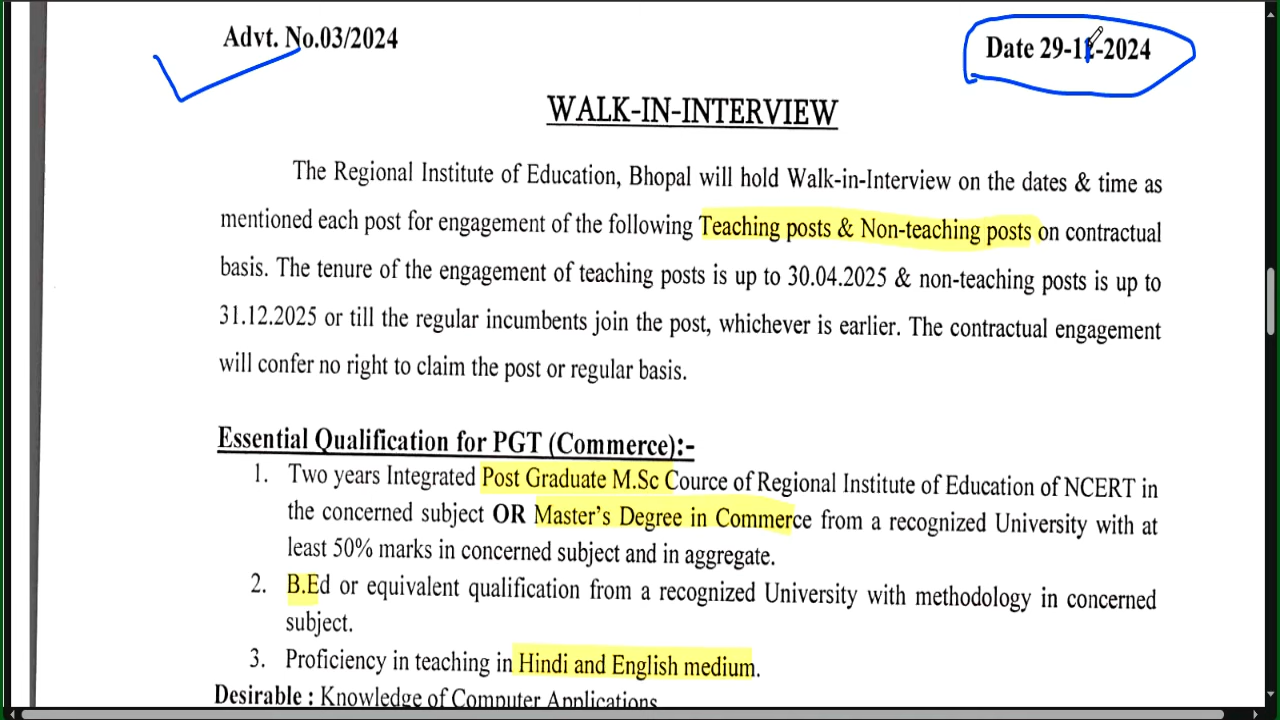 Advt. No.03/2024
Date 29-11-2024
WALK-IN-INTERVIEW
The Regional Institute of Education, Bhopal will hold Walk-in-Interview on the dates & time as
mentioned each post for engagement of the following Teaching posts & Non-teaching posts on contractual
basis. The tenure of the engagement of teaching posts is up to 30.04.2025 & non-teaching posts is up to
31.12.2025 or till the regular incumbents join the post, whichever is earlier. The contractual engagement
will confer no right to claim the post or regular basis.
Essential Qualification for PGT (Commerce):-
1. Two years Integrated Post Graduate M.Sc Cource of Regional Institute of Education of NCERT in
the concerned subject OR Master's Degree in Commerce from a recognized University with at
least 50% marks in concerned subject and in aggregate.
2. B.Ed or equivalent qualification from a recognized University with methodology in concerned
subject.
3. Proficiency in teaching in Hindi and English medium.
Desirable : Knowledge of Computer Applications